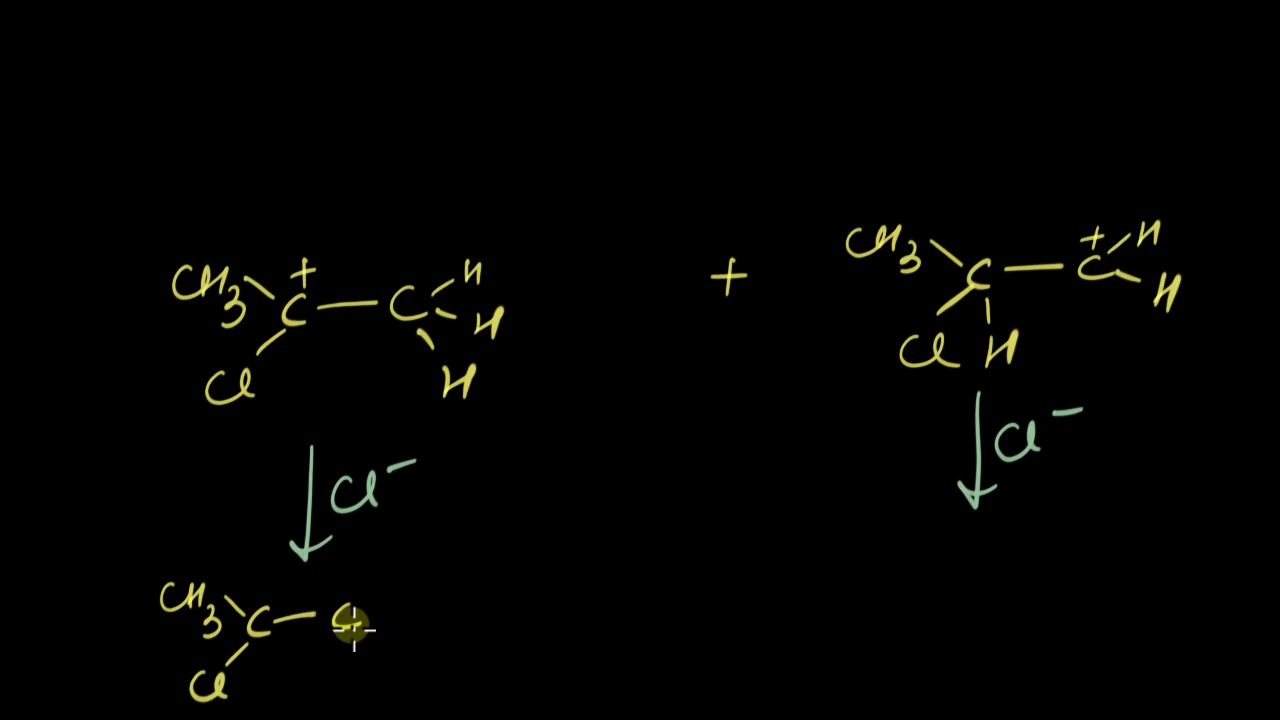 CH3 C+ — C H H H
Cl
+
CH3 C — C+ H H
Cl H
↓ Cl−
↓ Cl−
CH3 C — C
Cl